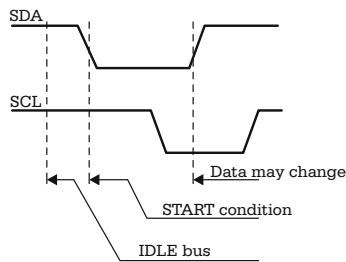 SDA
SCL
Data may change
START condition
IDLE bus